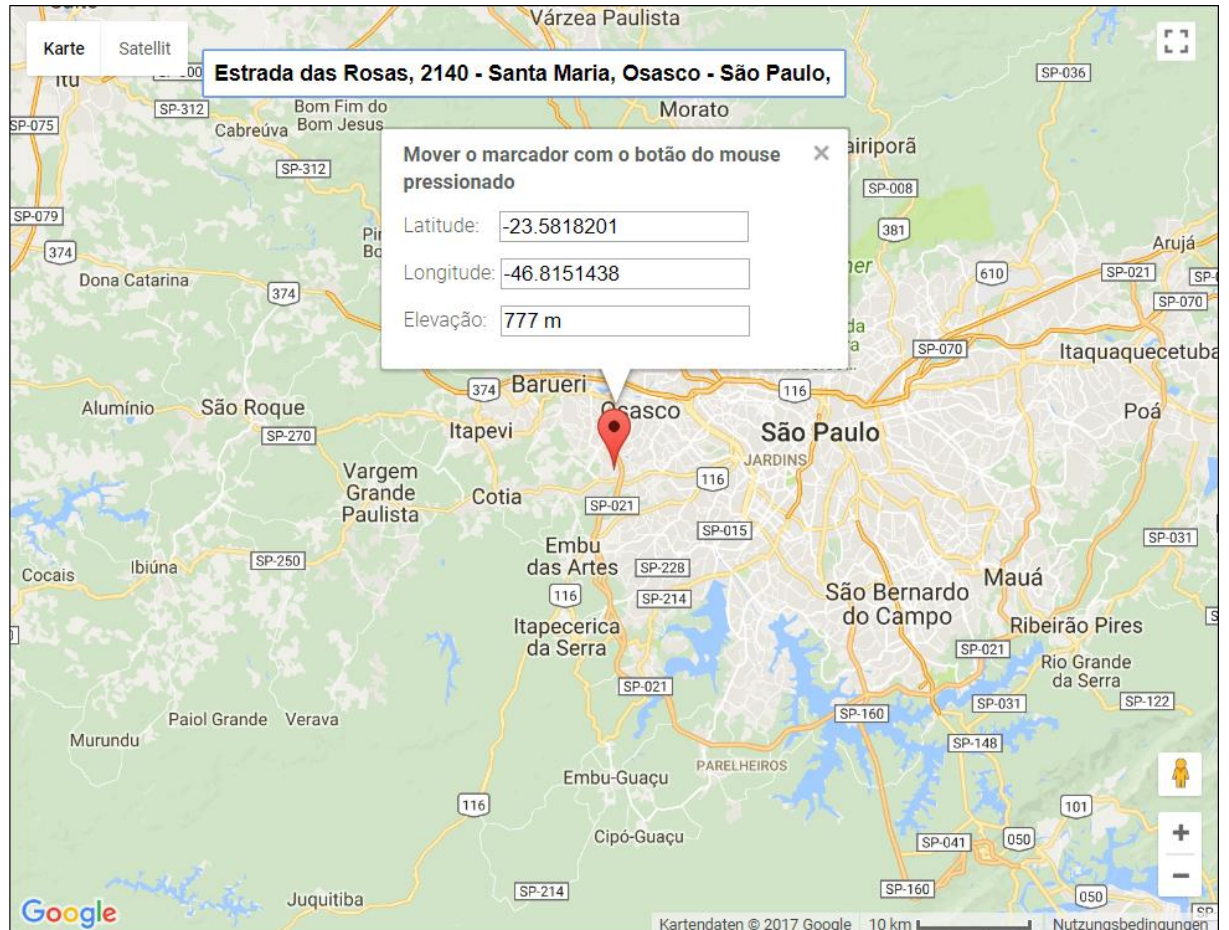 Várzea Paulista
Karte Satellit
Estrada das Rosas, 2140 - Santa Maria, Osasco - São Paulo,
SP-036
Itu
SP-312
Bom Fim do
Bom Jesus
Morato
SP-075
Cabreúva
Mover o marcador com o botão do mouse
pressionado
SP-312
SP-008
SP-079
Latitude: -23.5818201
381
374
Arujá
Dona Catarina
Longitude: -46.8151438
610
SP-021
374
SP-070
Elevação: 777 m
SP-070
Itaquaquecetuba
374
Barueri
116
Alumínio
São Roque
Osasco
Poá
SP-270
Itapevi
São Paulo
JARDINS
Vargem
Grande
Paulista
116
Cotia
SP-021
SP-015
SP-031
Embu
das Artes
Cocais
Ibiúna
SP-250
SP-228
Mauá
116
SP-214
São Bernardo
do Campo
Itapecerica
da Serra
Ribeirão Pires
SP-021
Rio Grande
da Serra
SP-021
SP-160
SP-031
SP-122
Paiol Grande
Verava
Murundu
SP-148
PARELHEIROS
Embu-Guaçu
116
101
Cipó-Guaçu
SP-041
050
+
−
SP-214
SP-160
Juquitiba
050
Google
Kartendaten © 2017 Google
10 km
Nutzungsbedingungen